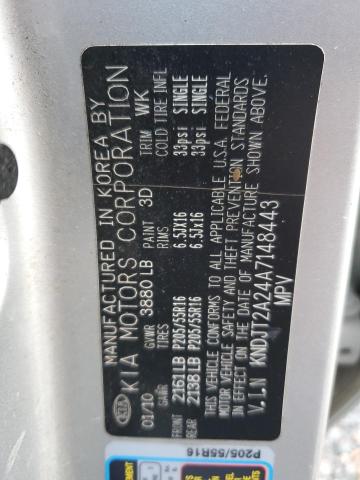 MANUFACTURED IN KOREA BY
KIA KIA MOTORS CORPORATION
01/10 GVWR 3880 LB PAINT 3D TRIM WK
GAWR TIRES RIMS COLD TIRE INFL
FRONT 2161LB P205/55R16 6.5JX16 33psi SINGLE
REAR 2138LB P205/55R16 6.5Jx16 33psi SINGLE
THIS VEHICLE CONFORMS TO ALL APPLICABLE U.S.A. FEDERAL
MOTOR VEHICLE SAFETY AND THEFT PREVENTION STANDARDS
IN EFFECT ON THE DATE OF MANUFACTURE SHOWN ABOVE.
V.I.N KNDJT2A24A7148443
MPV
P205/55R16